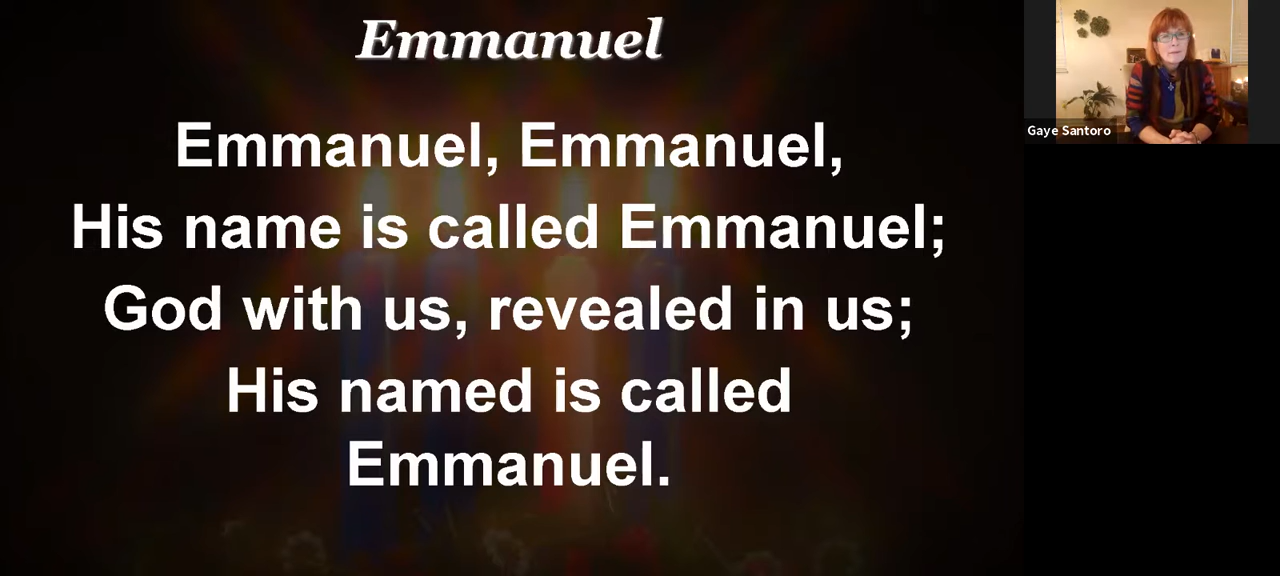 Emmanuel
Emmanuel, Emmanuel,
His name is called Emmanuel;
God with us, revealed in us;
His named is called
Emmanuel.
Gaye Santoro